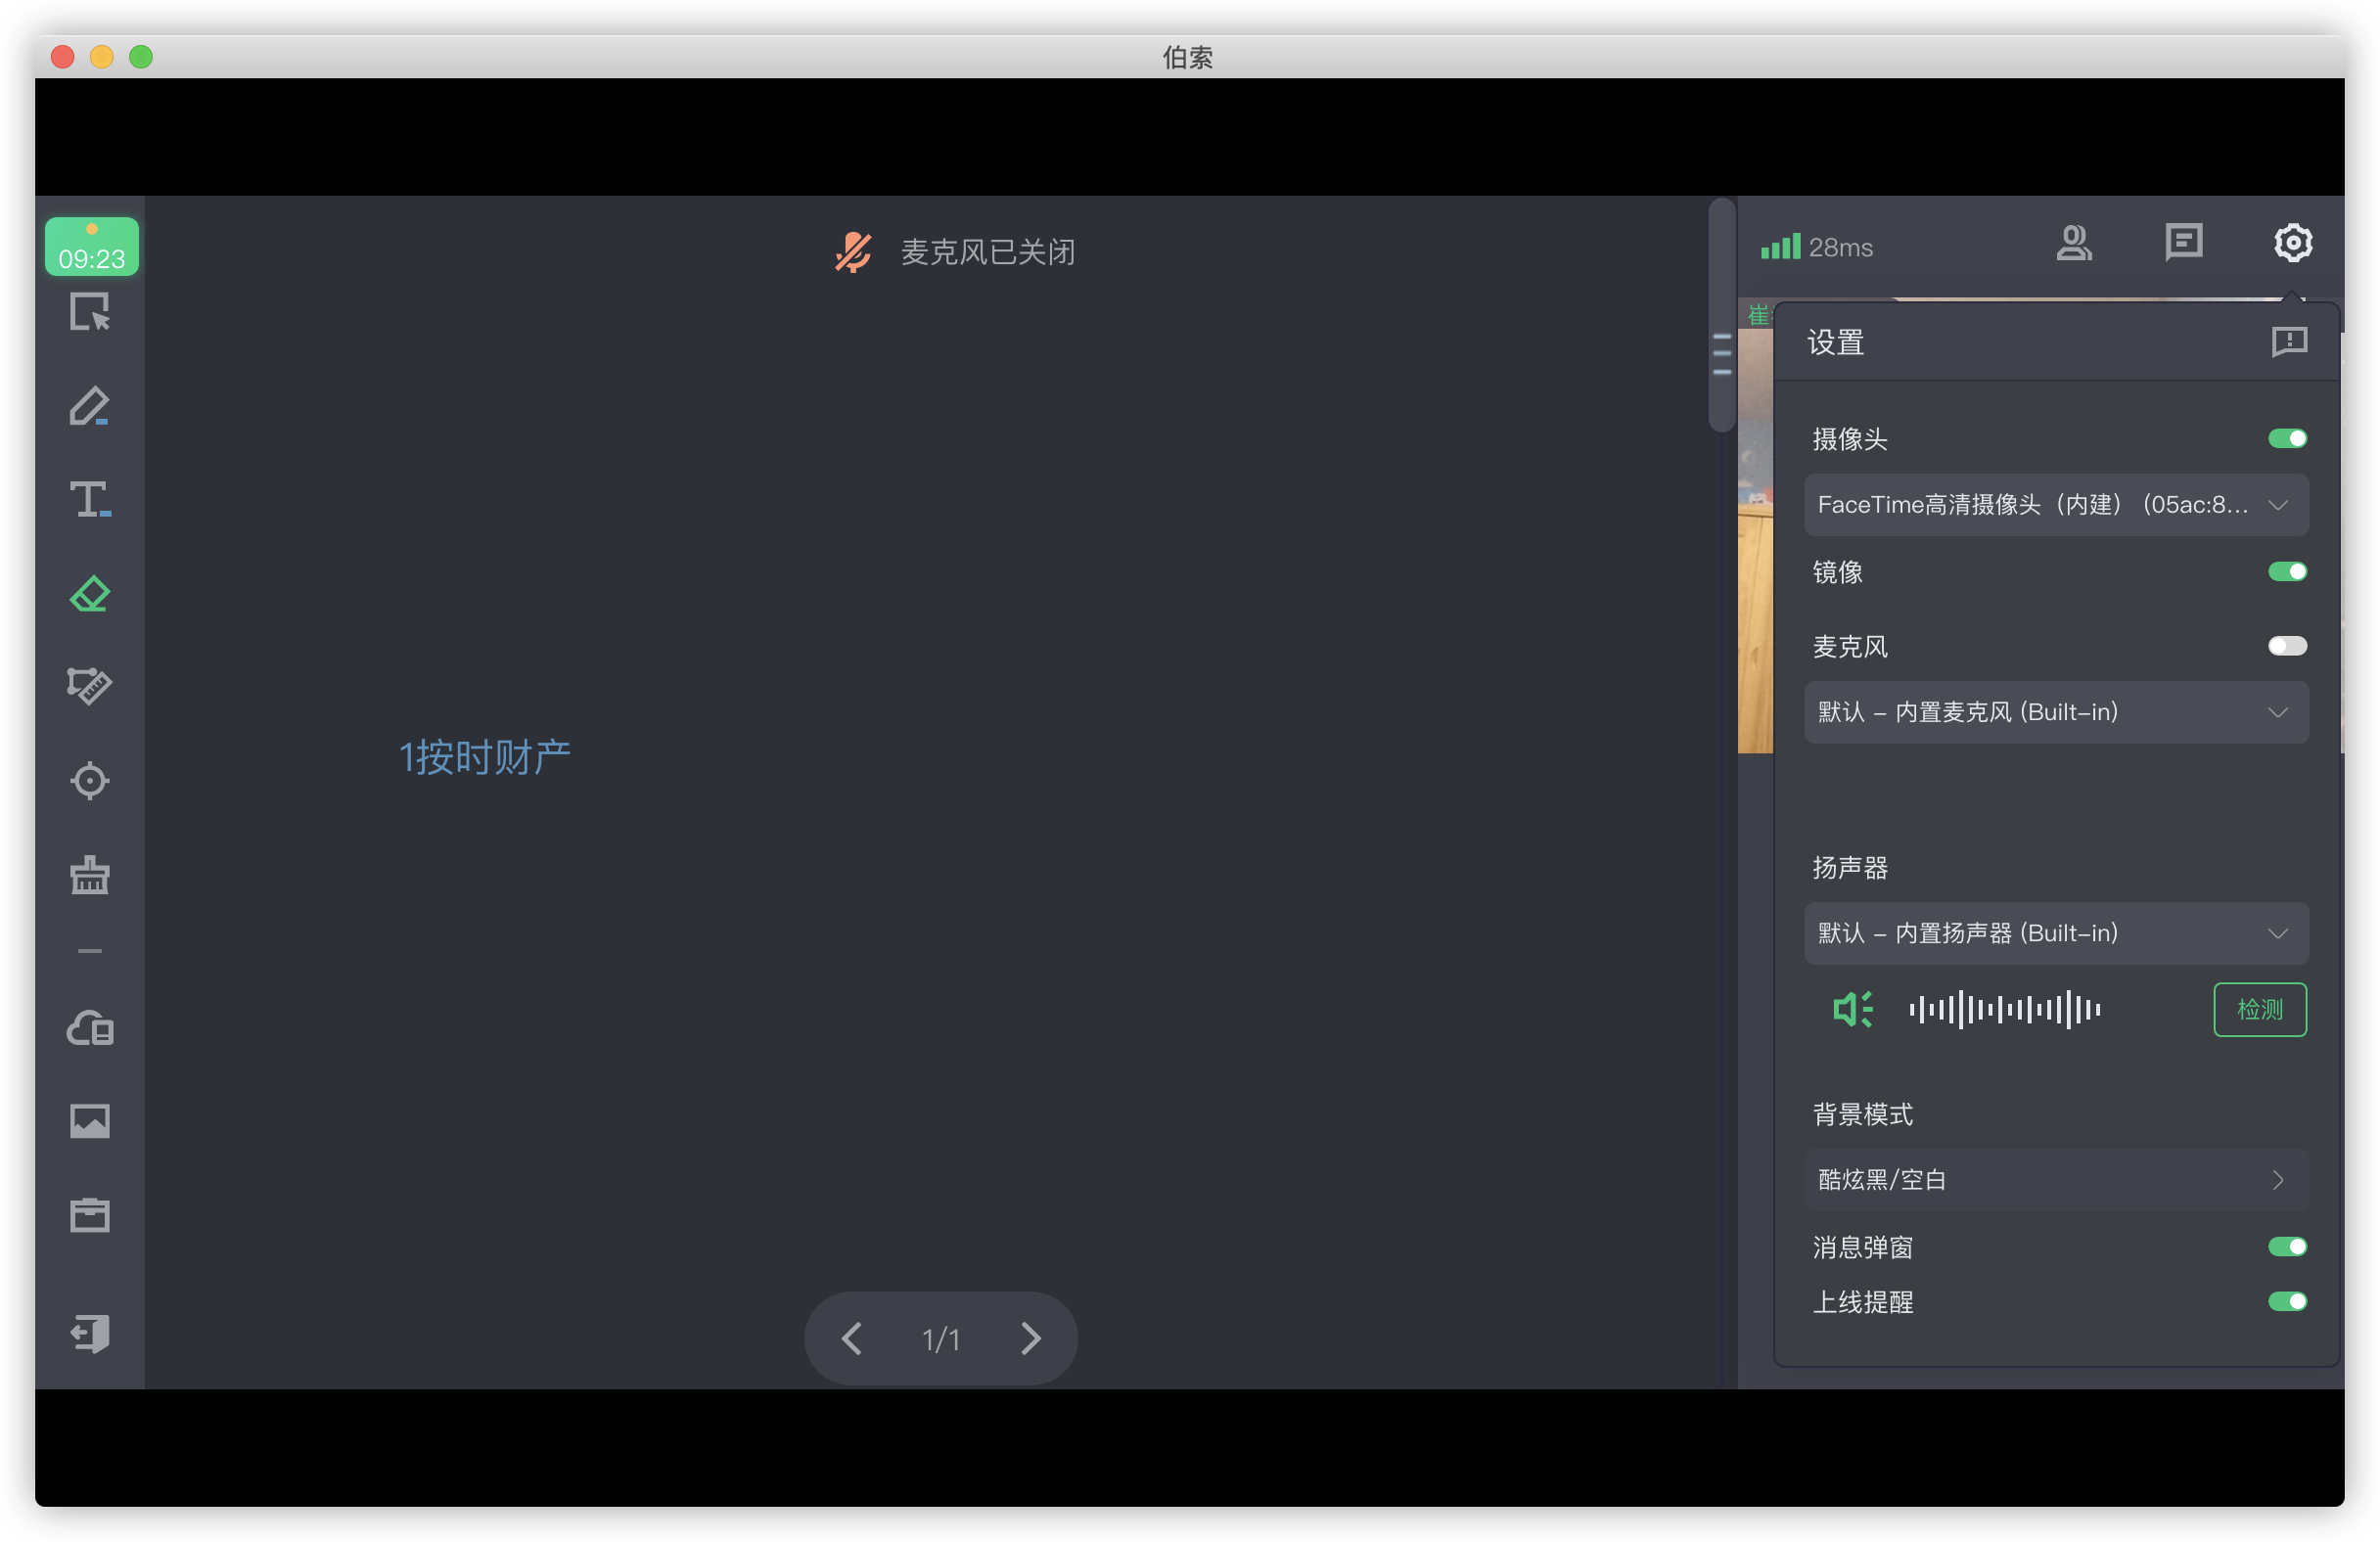 伯索
09:23
麦克风已关闭
28ms
崔
设置
摄像头
FaceTime高清摄像头（内建） (05ac:8...
镜像
麦克风
默认 – 内置麦克风 (Built-in)
1按时财产
扬声器
默认 – 内置扬声器 (Built-in)
检测
背景模式
酷炫黑/空白
消息弹窗
上线提醒
1/1